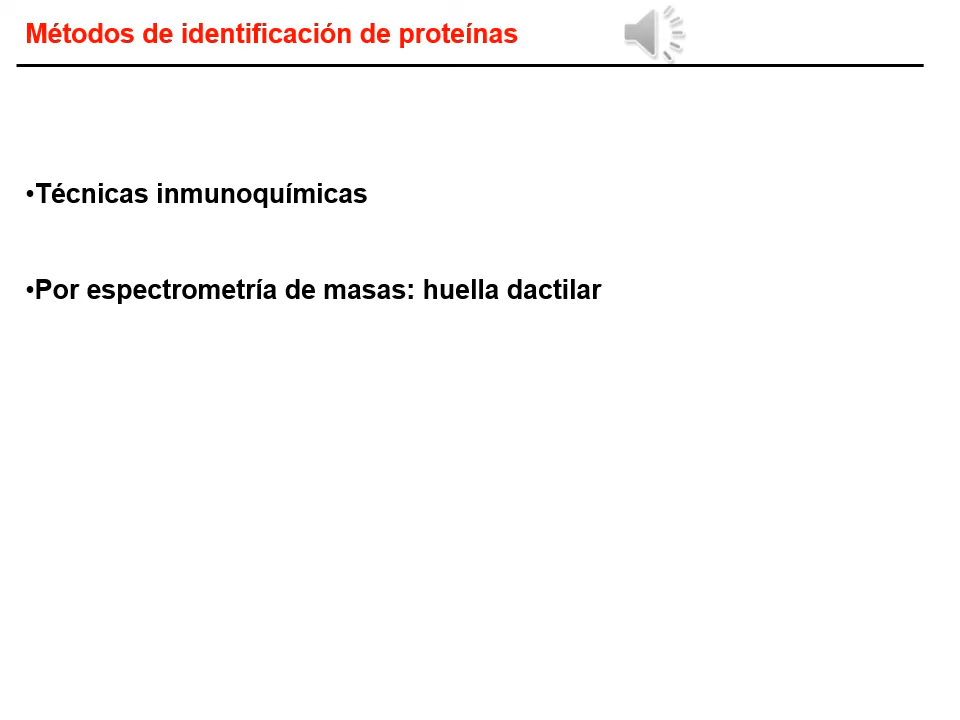 Métodos de identificación de proteínas
•Técnicas inmunoquímicas
•Por espectrometría de masas: huella dactilar